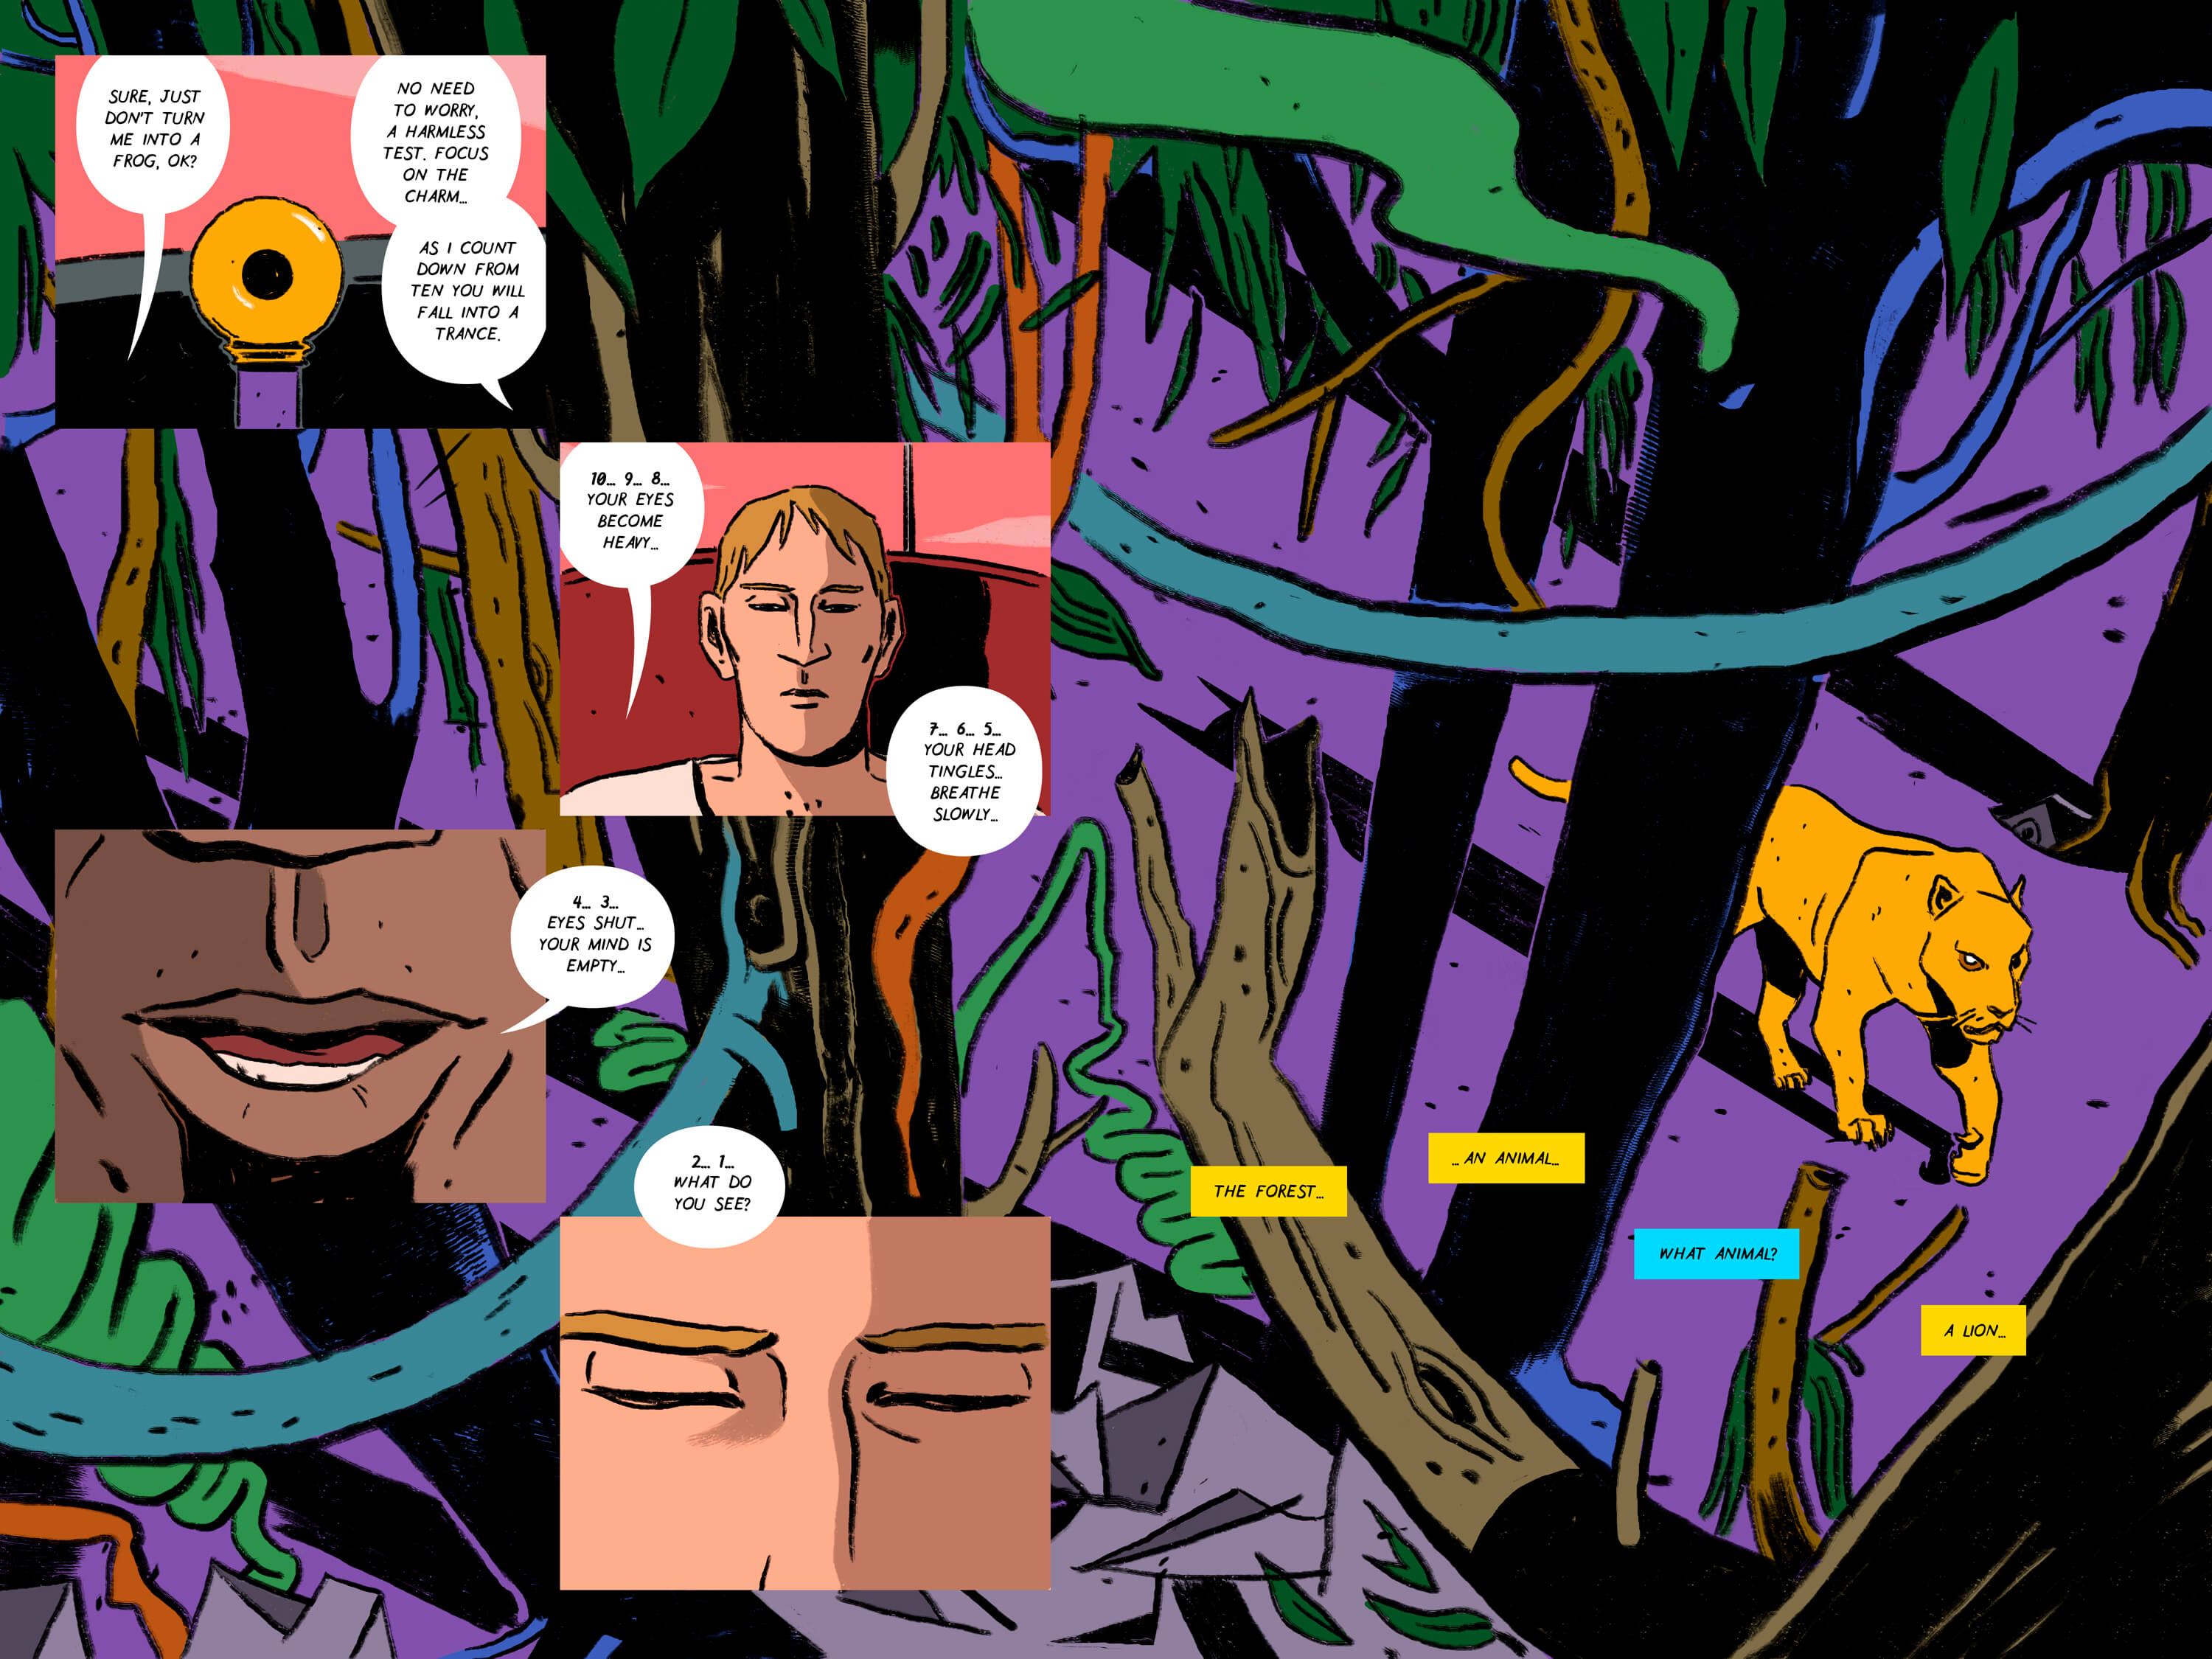 SURE, JUST
DON'T TURN
ME INTO A
FROG, OK?
NO NEED
TO WORRY,
A HARMLESS
TEST. FOCUS
ON THE
CHARM...
AS I COUNT
DOWN FROM
TEN YOU WILL
FALL INTO A
TRANCE.
10... 9... 8...
YOUR EYES
BECOME
HEAVY...
7... 6... 5...
YOUR HEAD
TINGLES...
BREATHE
SLOWLY...
4... 3...
EYES SHUT...
YOUR MIND IS
EMPTY...
2... 1...
WHAT DO
YOU SEE?
THE FOREST...
... AN ANIMAL...
WHAT ANIMAL?
A LION...